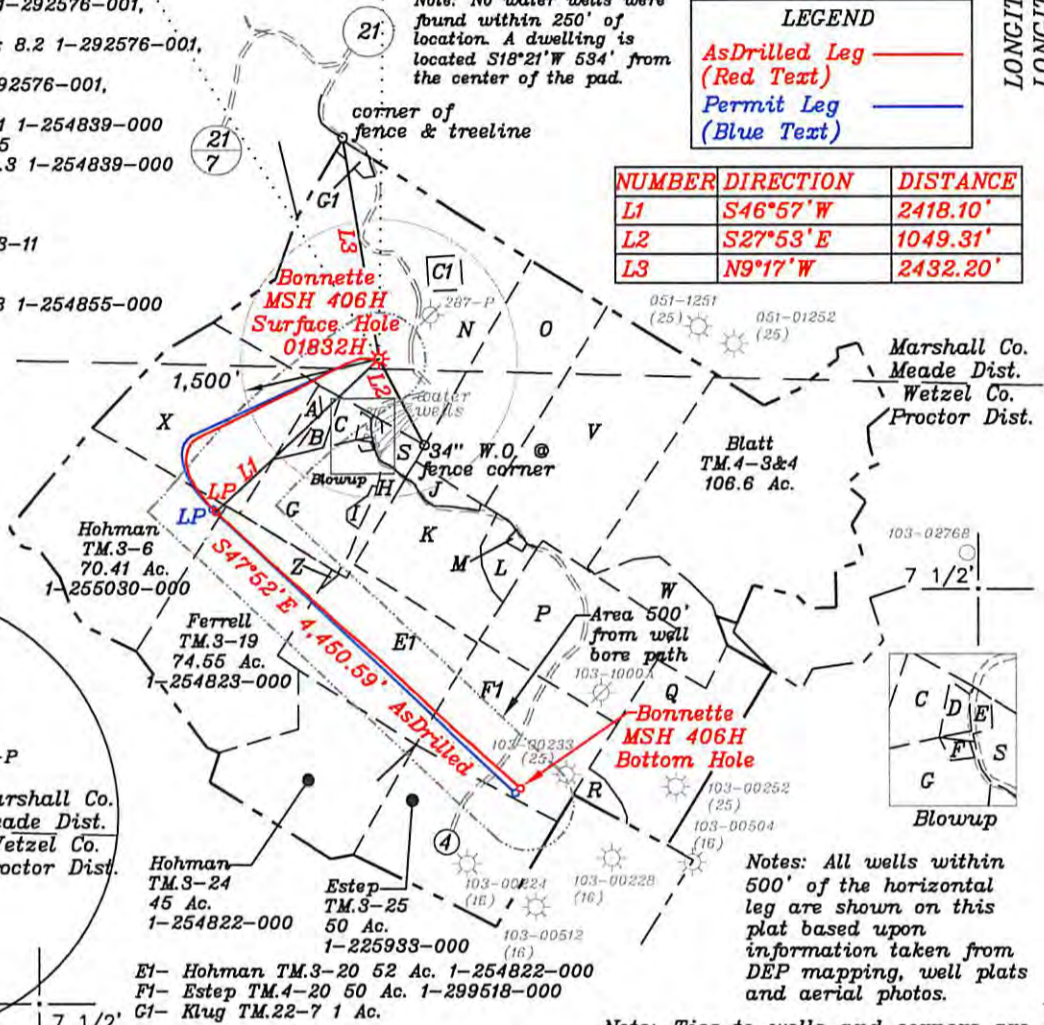 1-292576-001,
8.2 1-292576-001,
92576-001,
1 1-254839-000
5
.3 1-254839-000
3-11
3 1-254855-000
21
21
7
Note: No water wells were
found within 250' of
location. A dwelling is
located S18°21'W 534' from
the center of the pad.
LEGEND
AsDrilled Leg
(Red Text)
Permit Leg
(Blue Text)
LONGIT
LONGIT
corner of
fence & treeline
G1
NUMBER DIRECTION DISTANCE
L1 S46°57'W 2418.10'
L2 S27°53'E 1049.31'
L3 N9°17'W 2432.20'
L3
C1
287-P
Bonnette
MSH 406H
Surface Hole
01832H
N
O
051-1251
(25)
051-01252
(25)
Marshall Co.
Meade Dist.
Wetzel Co.
Proctor Dist.
1,500'
L2
water
wells
X
A
B
C
S
V
34" W.O. @
fence corner
Blatt
TM.4-3&4
106.6 Ac.
L1
Blowup
LP
LP
G
H
I
J
K
M
L
103-02768
7 1/2'
Hohman
TM.3-6
70.41 Ac.
1-255030-000
Z
S47°52'E 4,450.59' AsDrilled
W
P
Area 500'
from well
bore path
Ferrell
TM.3-19
74.55 Ac.
1-254823-000
E1
F1
103-1000A
Q
Bonnette
MSH 406H
Bottom Hole
103-00233
(25)
R
103-00252
(25)
103-00504
(16)
C
D
E
F
S
G
Blowup
-P
arshall Co.
eade Dist.
Wetzel Co.
octor Dist.
4
Hohman
TM.3-24
45 Ac.
1-254822-000
Estep
TM.3-25
50 Ac.
1-225933-000
103-00224
(16)
103-00228
(16)
103-00512
(16)
Notes: All wells within
500' of the horizontal
leg are shown on this
plat based upon
information taken from
DEP mapping, well plats
and aerial photos.
E1- Hohman TM.3-20 52 Ac. 1-254822-000
F1- Estep TM.4-20 50 Ac. 1-299518-000
G1- Klug TM.22-7 1 Ac.
7 1/2'
Note: Ties to wells and corners are